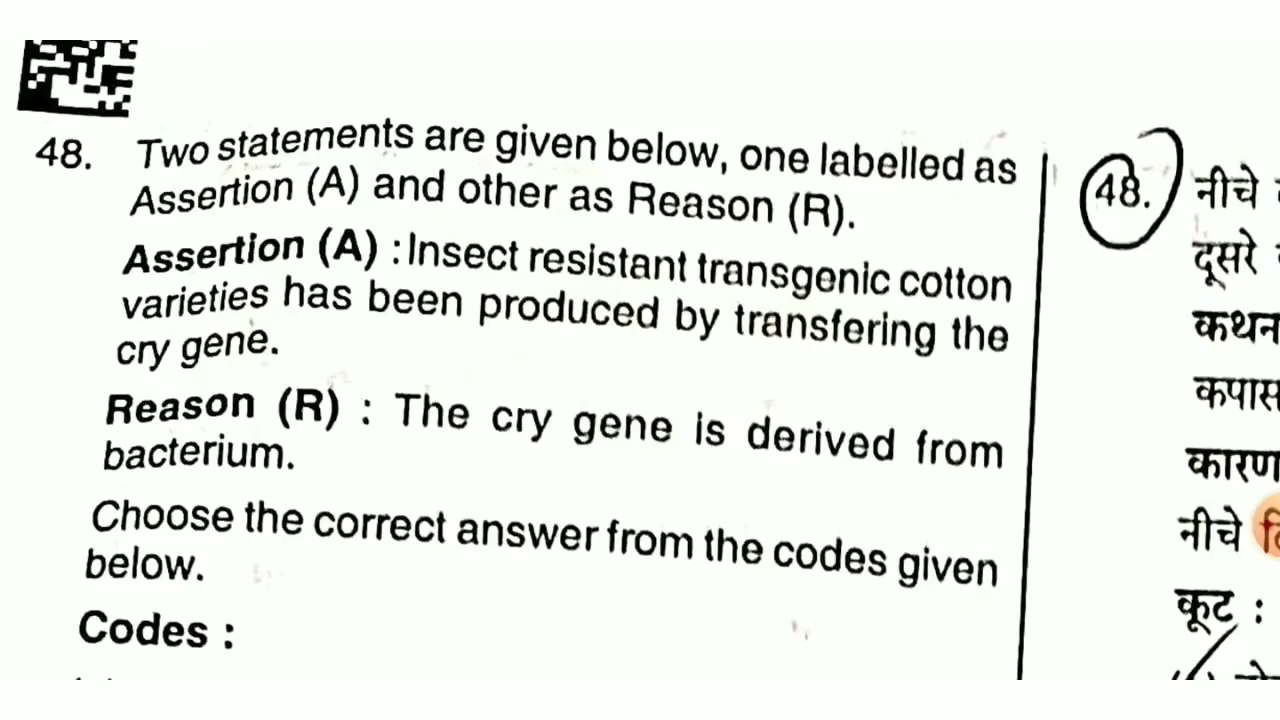 48. Two statements are given below, one labelled as
Assertion (A) and other as Reason (R).
Assertion (A) : Insect resistant transgenic cotton
varieties has been produced by transfering the
cry gene.
Reason (R) : The cry gene is derived from
bacterium.
Choose the correct answer from the codes given
below.
Codes :
48. नीचे
दूसरे
कथन
कपास
कारण
नीचे
कूट :